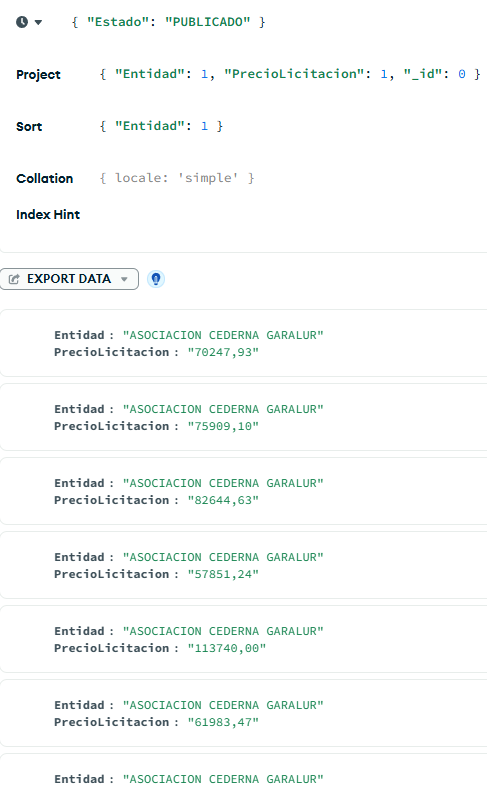 { "Estado": "PUBLICADO" }
Project { "Entidad": 1, "PrecioLicitacion": 1, "_id": 0 }
Sort { "Entidad": 1 }
Collation { locale: 'simple' }
Index Hint
EXPORT DATA
Entidad : "ASOCIACION CEDERNA GARALUR"
PrecioLicitacion : "70247,93"
Entidad : "ASOCIACION CEDERNA GARALUR"
PrecioLicitacion : "75909,10"
Entidad : "ASOCIACION CEDERNA GARALUR"
PrecioLicitacion : "82644,63"
Entidad : "ASOCIACION CEDERNA GARALUR"
PrecioLicitacion : "57851,24"
Entidad : "ASOCIACION CEDERNA GARALUR"
PrecioLicitacion : "113740,00"
Entidad : "ASOCIACION CEDERNA GARALUR"
PrecioLicitacion : "61983,47"
Entidad : "ASOCIACION CEDERNA GARALUR"